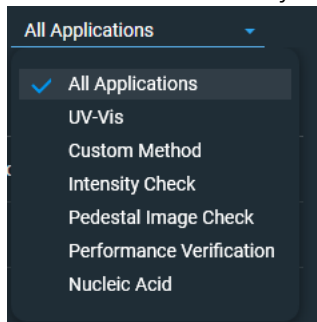 All Applications
All Applications
UV-Vis
Custom Method
Intensity Check
Pedestal Image Check
Performance Verification
Nucleic Acid